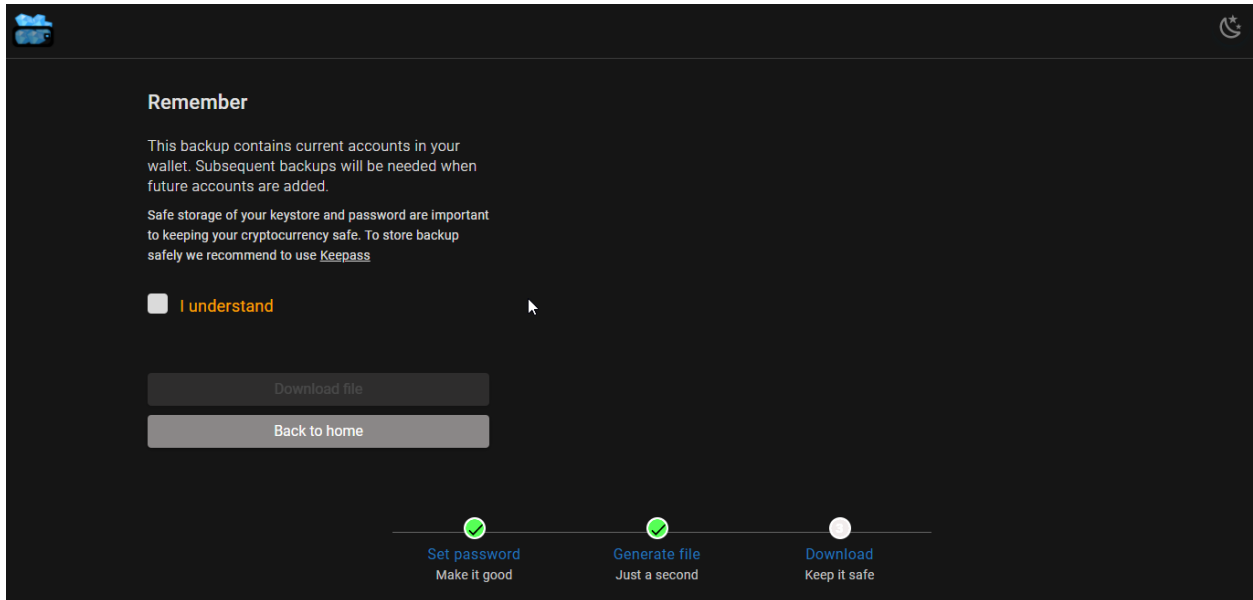 Remember
This backup contains current accounts in your
wallet. Subsequent backups will be needed when
future accounts are added.
Safe storage of your keystore and password are important
to keeping your cryptocurrency safe. To store backup
safely we recommend to use Keepass
I understand
Download file
Back to home
Set password
Generate file
Download
Make it good
Just a second
Keep it safe